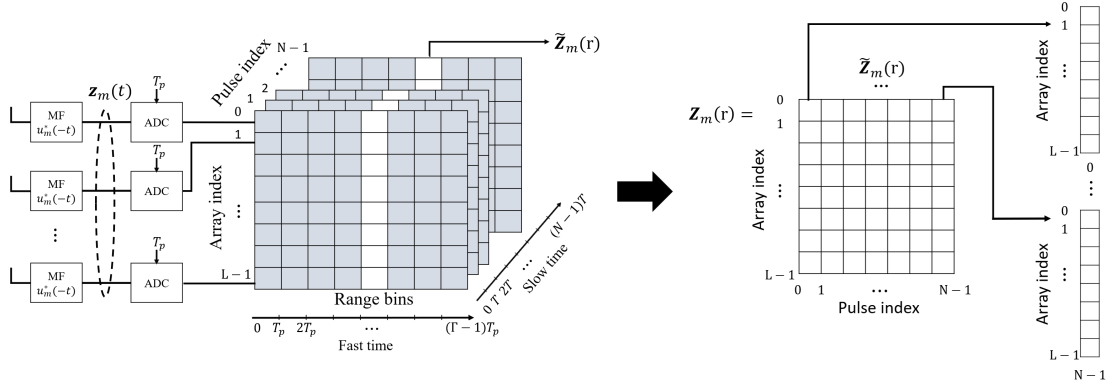 MF
u*ₘ(−t)
MF
u*ₘ(−t)
⋮
MF
u*ₘ(−t)
𝐳ₘ(t)
Tₚ
ADC
Tₚ
ADC
Tₚ
ADC
Pulse index
0
1
2
⋯
N − 1
1
⋮
L − 1
Array index
Z̃ₘ(r)
Range bins
0 Tₚ 2Tₚ ⋯ (Γ − 1)Tₚ
Fast time
0 T 2T ⋯ (N − 1)T
Slow time
𝒁ₘ(r) =
Z̃ₘ(r)
⋯
0
1
⋮
L − 1
Array index
0 1 ⋯ N − 1
Pulse index
0
1
⋮
L − 1
Array index
0
⋮
0
1
⋮
L − 1
Array index
N − 1